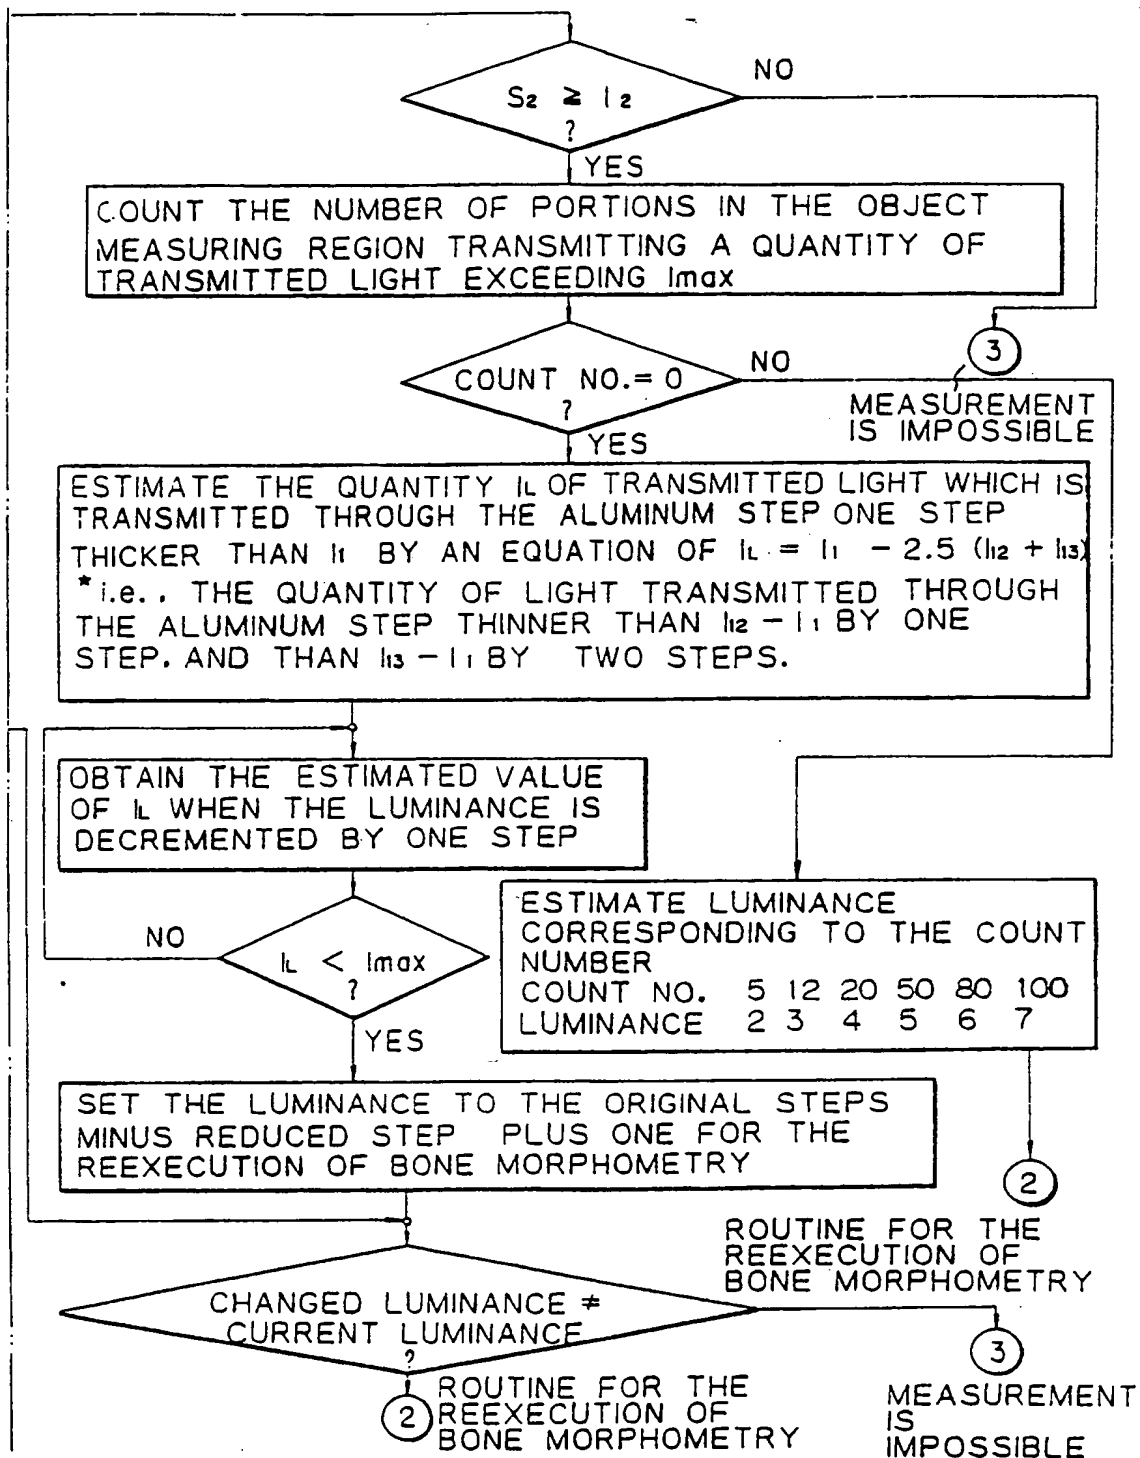 S2 ≥ I2
NO
?
YES
COUNT THE NUMBER OF PORTIONS IN THE OBJECT
MEASURING REGION TRANSMITTING A QUANTITY OF
TRANSMITTED LIGHT EXCEEDING Imax
3
COUNT NO. = 0
NO
?
YES
MEASUREMENT
IS IMPOSSIBLE
ESTIMATE THE QUANTITY IL OF TRANSMITTED LIGHT WHICH IS
TRANSMITTED THROUGH THE ALUMINUM STEP ONE STEP
THICKER THAN I1 BY AN EQUATION OF IL = I1 - 2.5 (I12 + I13)
*i.e.. THE QUANTITY OF LIGHT TRANSMITTED THROUGH
THE ALUMINUM STEP THINNER THAN I12 - I1 BY ONE
STEP. AND THAN I13 - I1 BY TWO STEPS.
OBTAIN THE ESTIMATED VALUE
OF IL WHEN THE LUMINANCE IS
DECREMENTED BY ONE STEP
NO
IL < Imax
?
YES
ESTIMATE LUMINANCE
CORRESPONDING TO THE COUNT
NUMBER
COUNT NO. 5 12 20 50 80 100
LUMINANCE 2 3 4 5 6 7
SET THE LUMINANCE TO THE ORIGINAL STEPS
MINUS REDUCED STEP PLUS ONE FOR THE
REEXECUTION OF BONE MORPHOMETRY
2
ROUTINE FOR THE
REEXECUTION OF
BONE MORPHOMETRY
CHANGED LUMINANCE ≠
CURRENT LUMINANCE
?
3
MEASUREMENT
IS
IMPOSSIBLE
2
ROUTINE FOR THE
REEXECUTION OF
BONE MORPHOMETRY